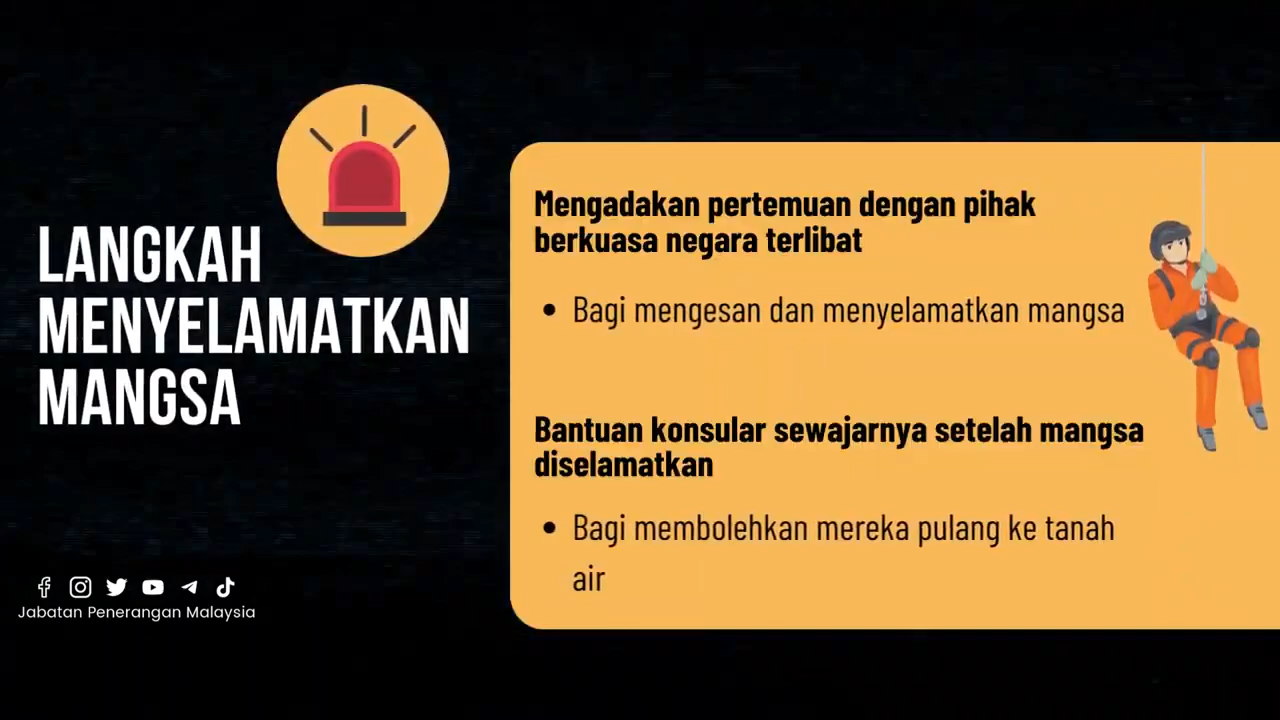 LANGKAH
MENYELAMATKAN
MANGSA
Mengadakan pertemuan dengan pihak
berkuasa negara terlibat
• Bagi mengesan dan menyelamatkan mangsa
Bantuan konsular sewajarnya setelah mangsa
diselamatkan
• Bagi membolehkan mereka pulang ke tanah
air
Jabatan Penerangan Malaysia